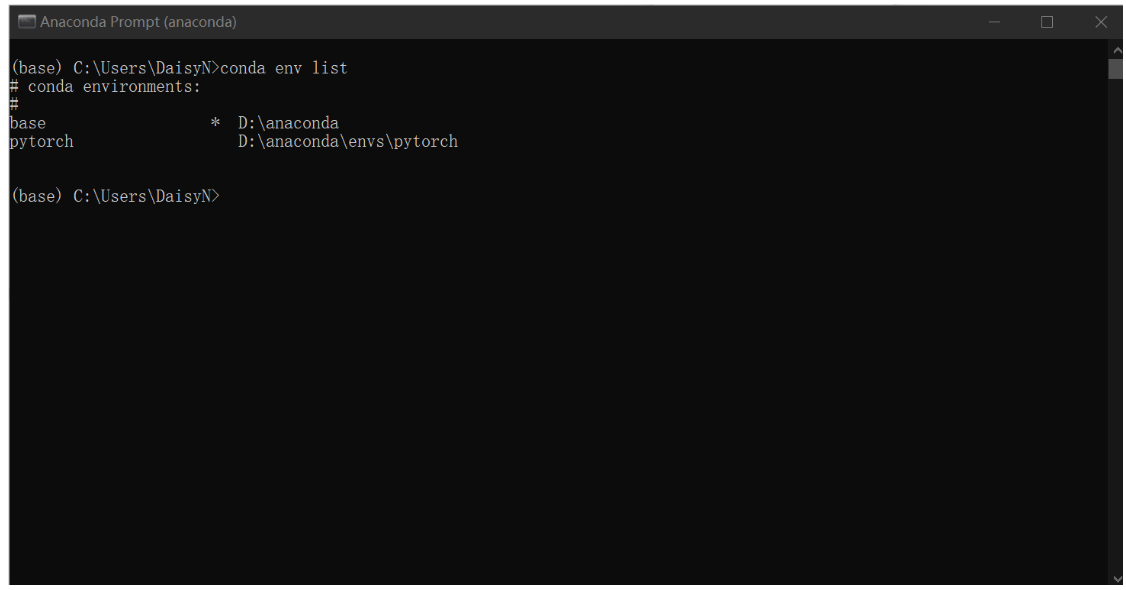 Anaconda Prompt (anaconda)
(base) C:\Users\DaisyN>conda env list
# conda environments:
#
base                  *  D:\anaconda
pytorch                  D:\anaconda\envs\pytorch
(base) C:\Users\DaisyN>